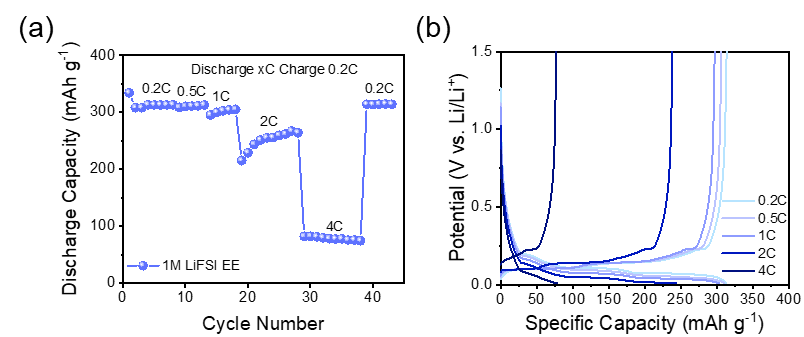 (a)
Discharge Capacity (mAh g⁻¹)
400
300
200
100
0
Discharge xC Charge 0.2C
0.2C
0.5C
1C
2C
4C
0.2C
1M LiFSI EE
0
10
20
30
40
Cycle Number
(b)
Potential (V vs. Li/Li⁺)
1.5
1.0
0.5
0.0
0.2C
0.5C
1C
2C
4C
0
50
100
150
200
250
300
350
400
Specific Capacity (mAh g⁻¹)